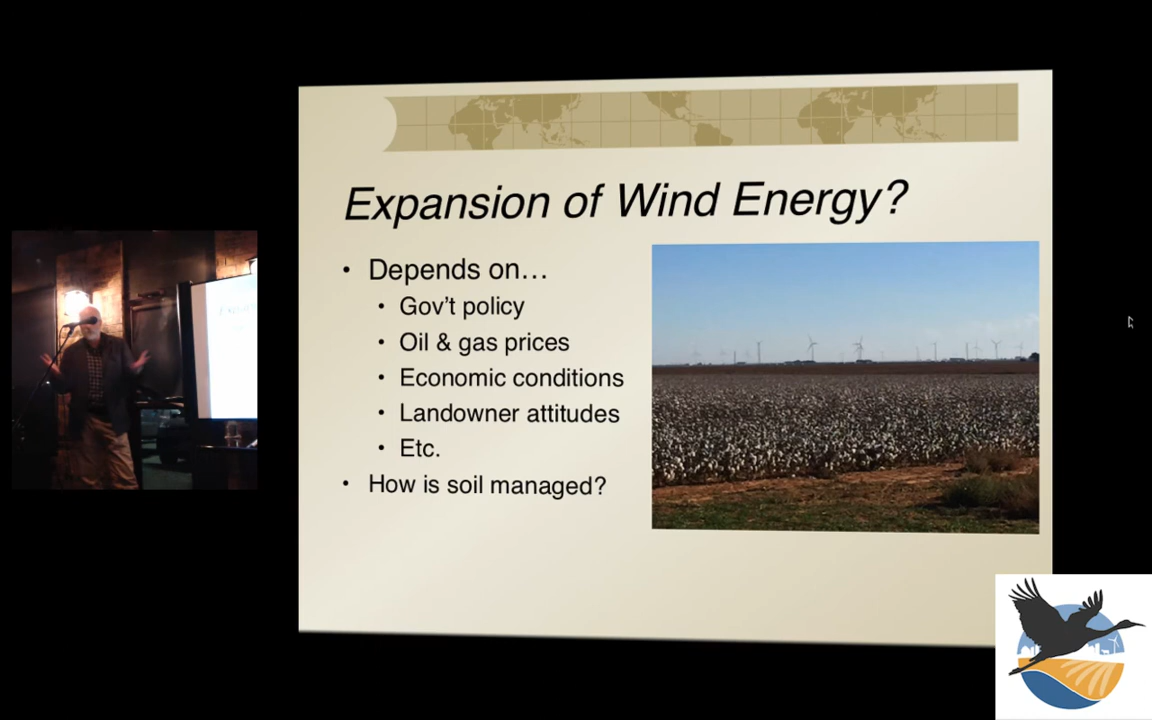 Expansion of Wind Energy?
• Depends on…
• Gov't policy
• Oil & gas prices
• Economic conditions
• Landowner attitudes
• Etc.
• How is soil managed?